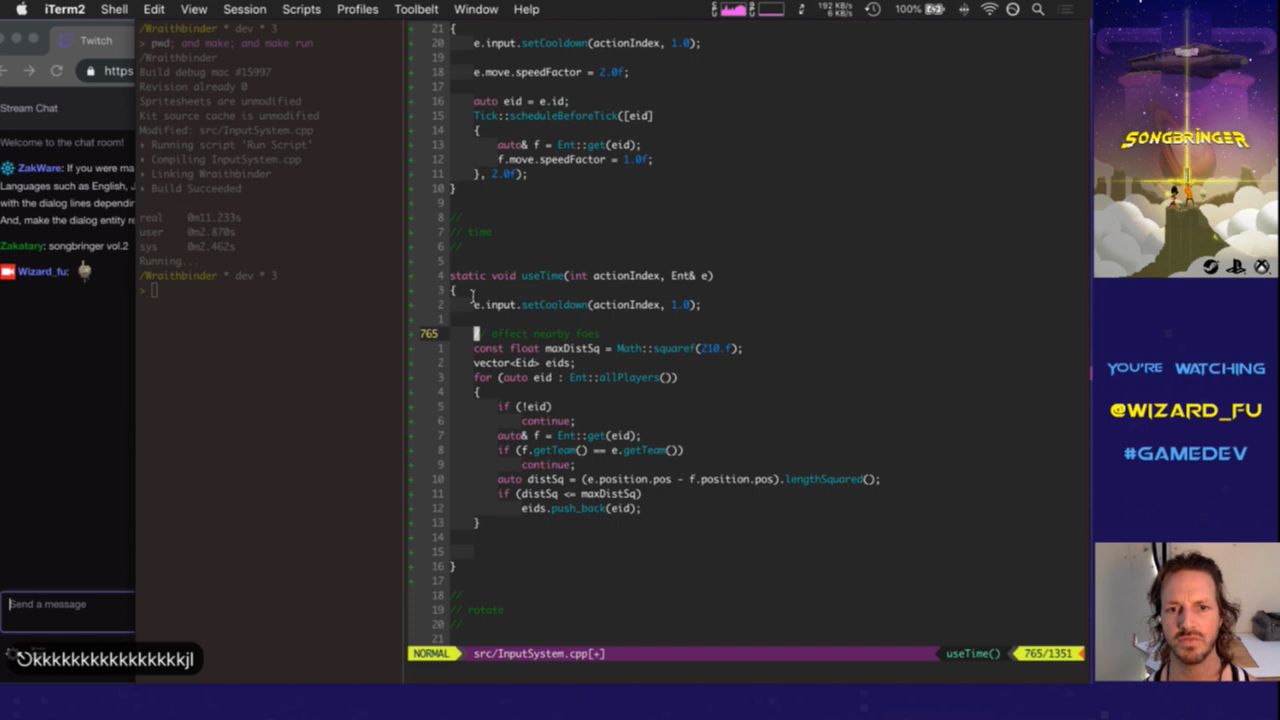 iTerm2 Shell Edit View Session Scripts Profiles Toolbelt Window Help
192 KB/s
6 KB/s
100%
Twitch
https
Stream Chat
Welcome to the chat room!
ZakWare: If you were ma
Languages such as English, J
with the dialog lines dependin
And, make the dialog entity re
Zakatary: songbringer vol.2
Wizard_fu:
Send a message
kkkkkkkkkkkkkkkkjl
/Wraithbinder * dev * 3
> pwd; and make; and make run
/Wraithbinder
Build debug mac #15997
Revision already 0
Spritesheets are unmodified
Kit source cache is unmodified
Modified: src/InputSystem.cpp
› Running script 'Run Script'
› Compiling InputSystem.cpp
› Linking Wraithbinder
› Build Succeeded
real 0m11.233s
user 0m2.870s
sys 0m2.462s
Running...
/Wraithbinder * dev * 3
>
+ 21 {
+ 20 e.input.setCooldown(actionIndex, 1.0);
+ 19
+ 18 e.move.speedFactor = 2.0f;
+ 17
+ 16 auto eid = e.id;
+ 15 Tick::scheduleBeforeTick([eid]
+ 14 {
+ 13 auto& f = Ent::get(eid);
+ 12 f.move.speedFactor = 1.0f;
+ 11 }, 2.0f);
+ 10 }
+ 9
+ 8 //
+ 7 // time
+ 6 //
+ 5
+ 4 static void useTime(int actionIndex, Ent& e)
+ 3 {
+ 2 e.input.setCooldown(actionIndex, 1.0);
+ 1
+ 765 // affect nearby foes
+ 1 const float maxDistSq = Math::squaref(210.f);
+ 2 vector<Eid> eids;
+ 3 for (auto eid : Ent::allPlayers())
+ 4 {
+ 5 if (!eid)
+ 6 continue;
+ 7 auto& f = Ent::get(eid);
+ 8 if (f.getTeam() == e.getTeam())
+ 9 continue;
+ 10 auto distSq = (e.position.pos - f.position.pos).lengthSquared();
+ 11 if (distSq <= maxDistSq)
+ 12 eids.push_back(eid);
+ 13 }
+ 14
+ 15
+ 16 }
+ 17
+ 18 //
+ 19 // rotate
+ 20 //
+ 21
NORMAL src/InputSystem.cpp[+] useTime() 765/1351
SONGBRINGER
YOU'RE WATCHING
@WIZARD_FU
#GAMEDEV